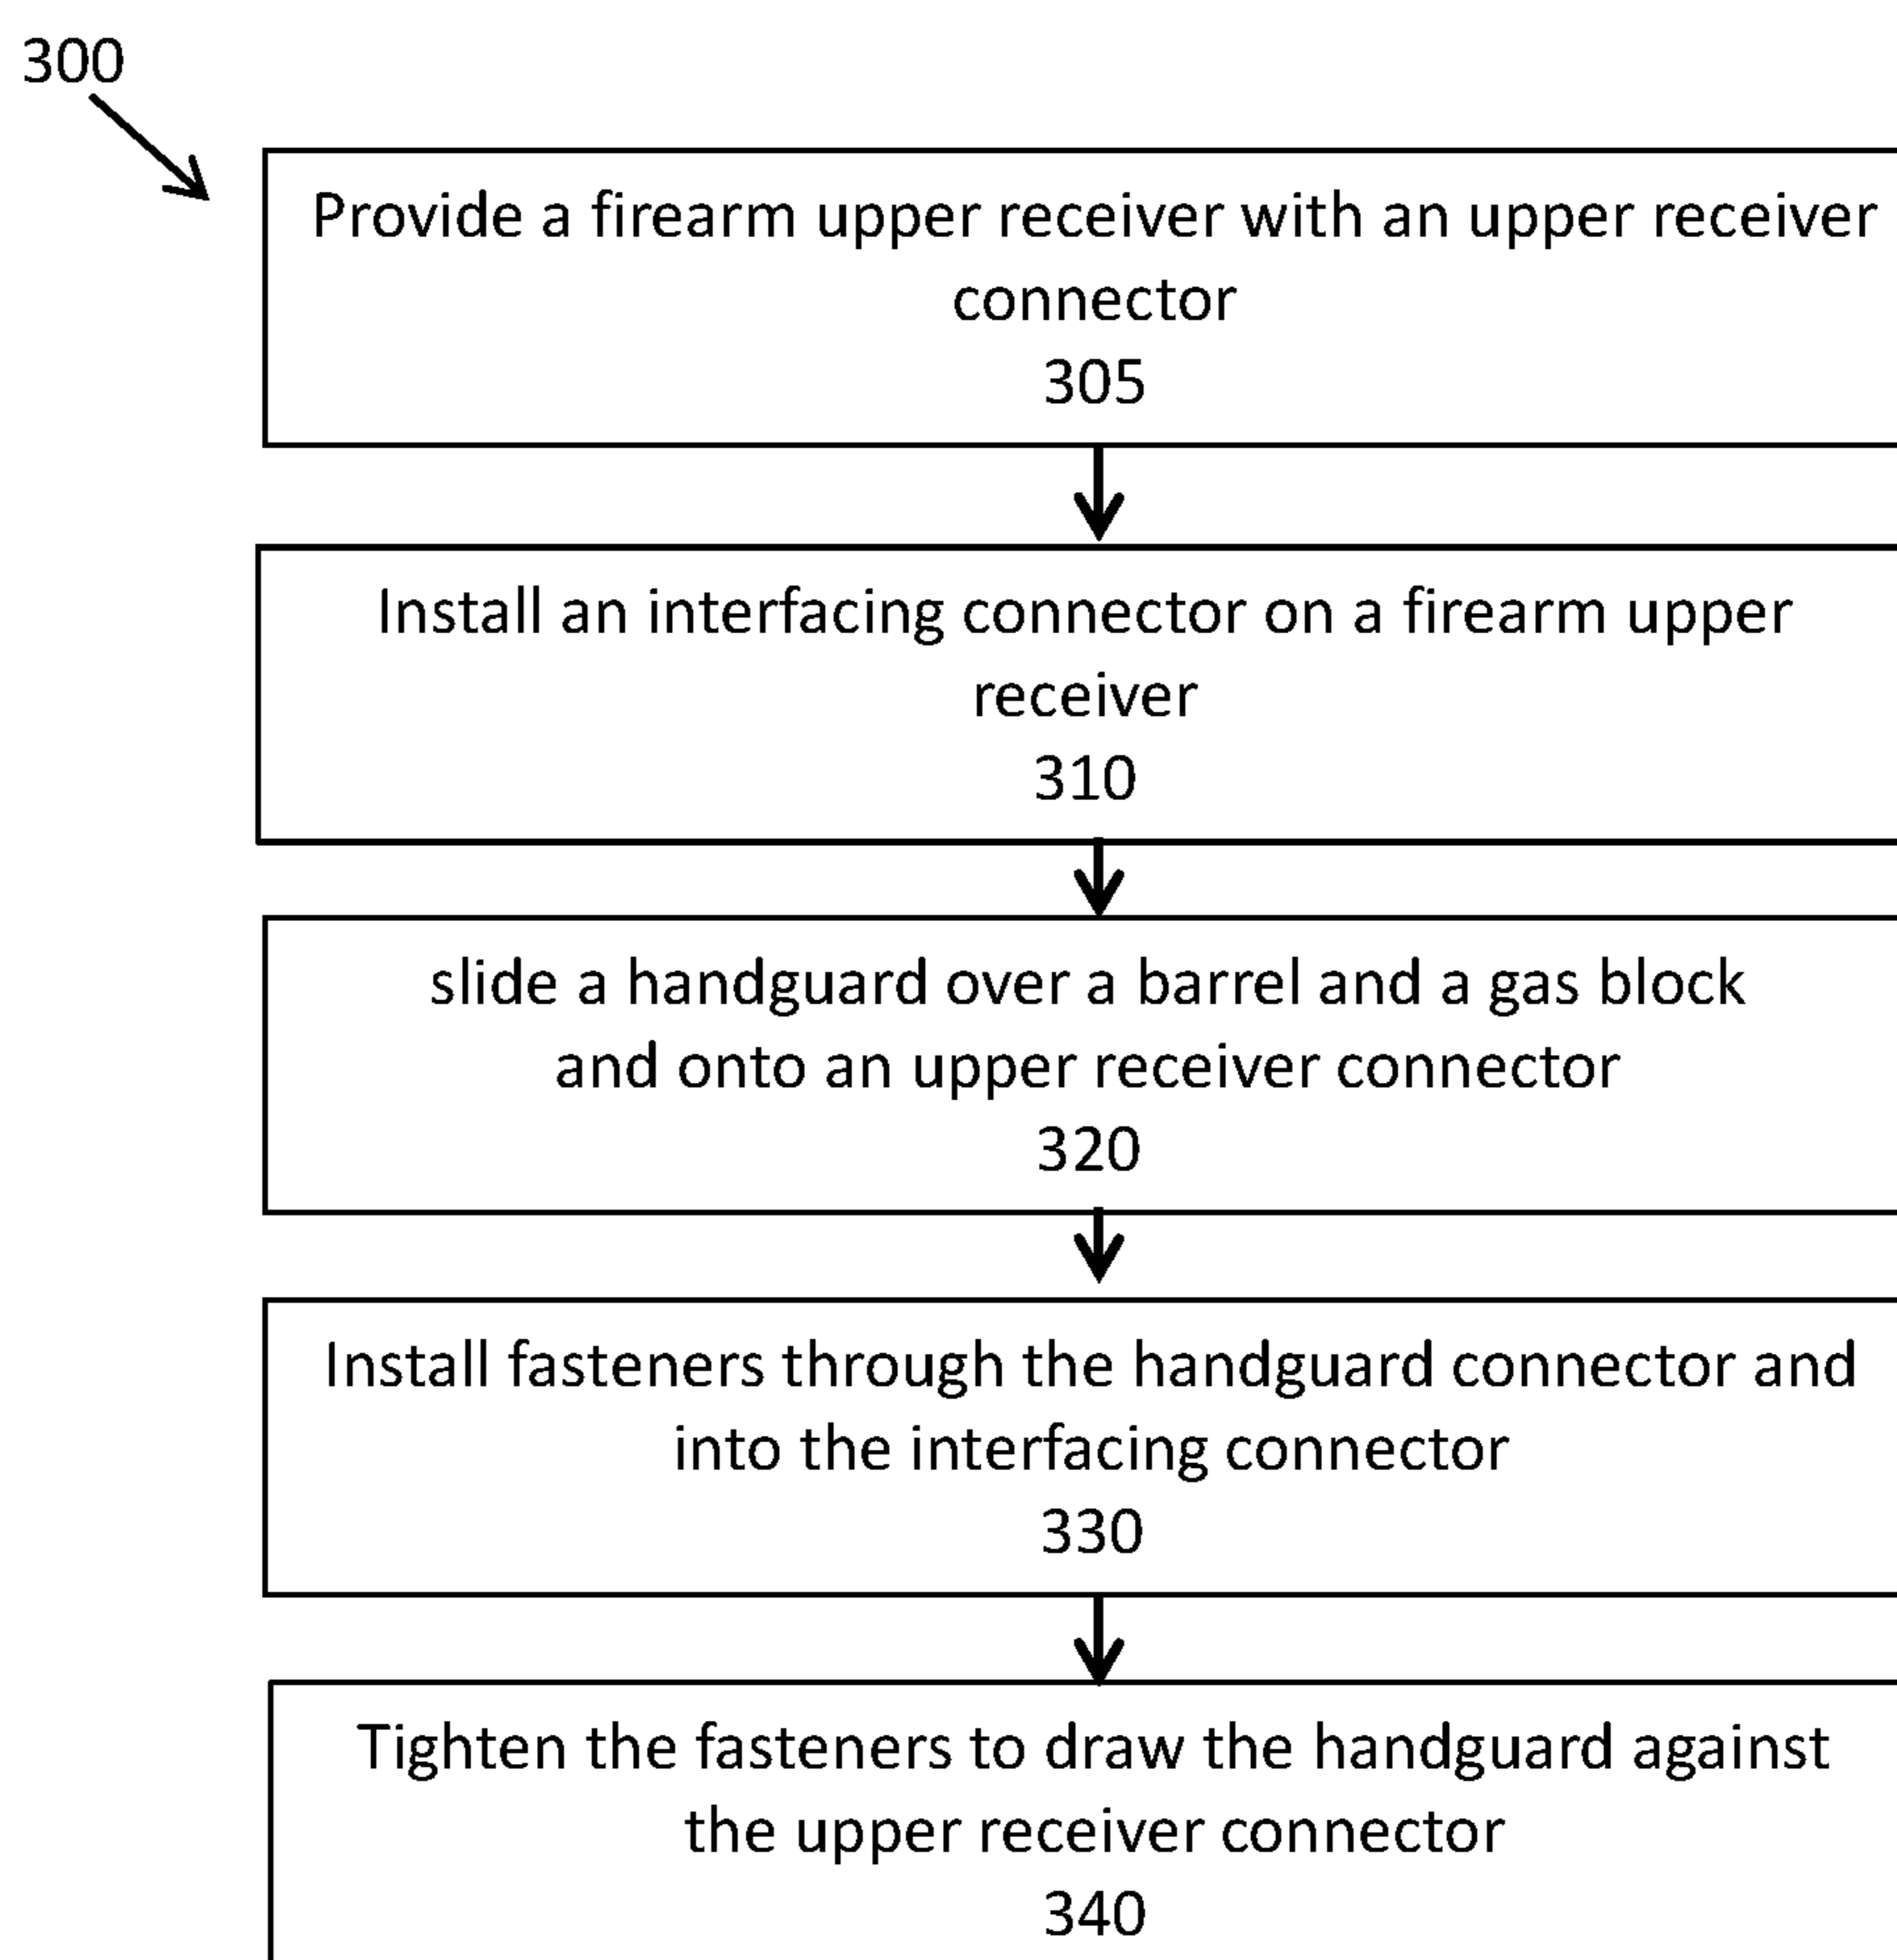 300
Provide a firearm upper receiver with an upper receiver
connector
305
Install an interfacing connector on a firearm upper
receiver
310
slide a handguard over a barrel and a gas block
and onto an upper receiver connector
320
Install fasteners through the handguard connector and
into the interfacing connector
330
Tighten the fasteners to draw the handguard against
the upper receiver connector
340